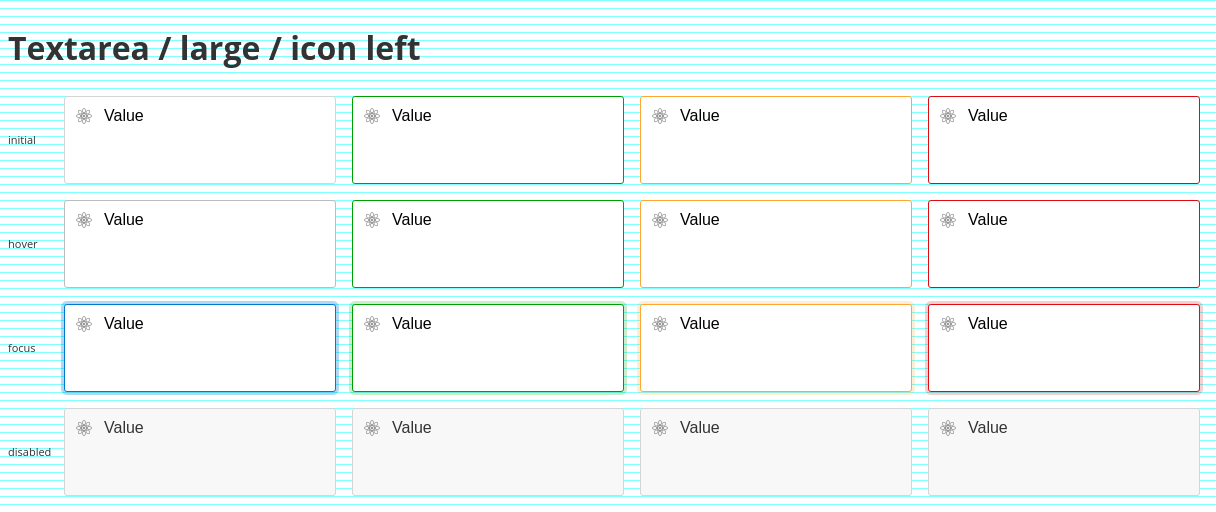 Textarea / large / icon left
initial Value Value Value Value
hover Value Value Value Value
focus Value Value Value Value
disabled Value Value Value Value